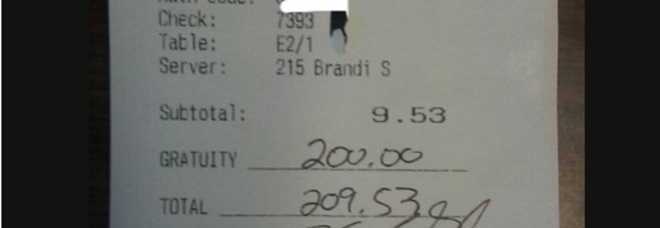 Check: 7393
Table: E2/1
Server: 215 Brandi S
Subtotal: 9.53
GRATUITY 200.00
TOTAL 209.53